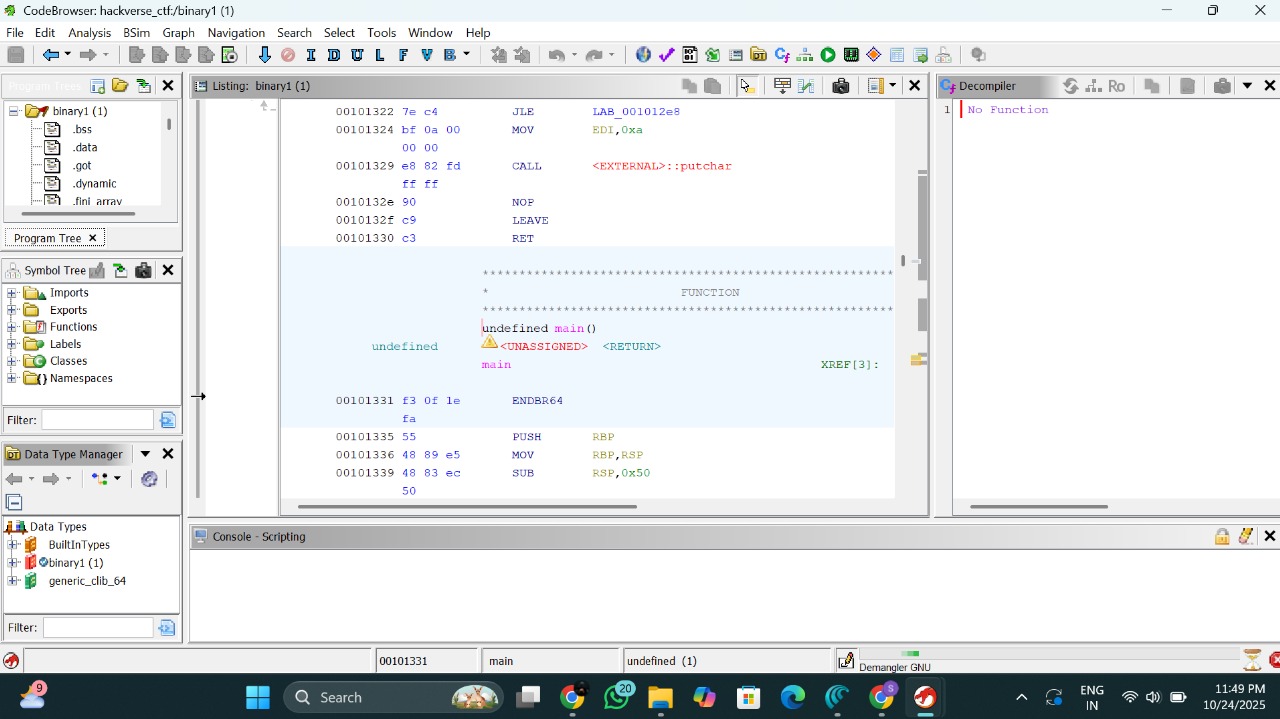 CodeBrowser: hackverse_ctf:/binary1 (1)
File Edit Analysis BSim Graph Navigation Search Select Tools Window Help
I D U L F V B
Program Trees
binary1 (1)
.bss
.data
.got
.dynamic
.fini_array
Program Tree
Symbol Tree
Imports
Exports
Functions
Labels
Classes
Namespaces
Filter:
Data Type Manager
Data Types
BuiltInTypes
binary1 (1)
generic_clib_64
Filter:
Listing: binary1 (1)
00101322 7e c4 JLE LAB_001012e8
00101324 bf 0a 00 MOV EDI,0xa
00 00
00101329 e8 82 fd CALL <EXTERNAL>::putchar
ff ff
0010132e 90 NOP
0010132f c9 LEAVE
00101330 c3 RET
************************************************************
* FUNCTION
************************************************************
undefined main()
undefined <UNASSIGNED> <RETURN>
main XREF[3]:
00101331 f3 0f 1e ENDBR64
fa
00101335 55 PUSH RBP
00101336 48 89 e5 MOV RBP,RSP
00101339 48 83 ec SUB RSP,0x50
50
Decompiler
Ro
1 No Function
Console - Scripting
00101331 main undefined (1)
Demangler GNU
9
Search
20
S
ENG
IN
11:49 PM
10/24/2025